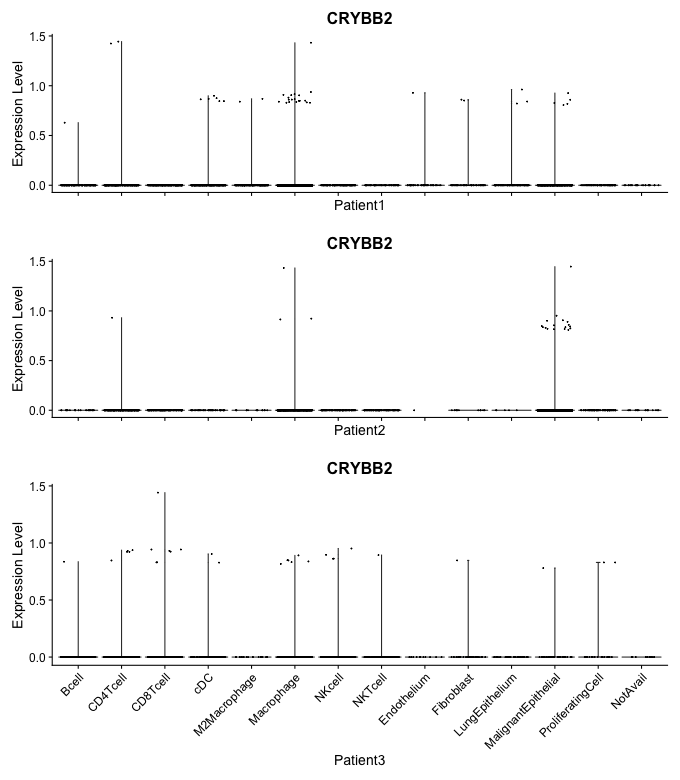 CRYBB2
1.5
1.0
0.5
0.0
Expression Level
Patient1
CRYBB2
1.5
1.0
0.5
0.0
Expression Level
Patient2
CRYBB2
1.5
1.0
0.5
0.0
Expression Level
Bcell
CD4Tcell
CD8Tcell
cDC
M2Macrophage
Macrophage
NKcell
NKTcell
Endothelium
Fibroblast
LungEpithelium
MalignantEpithelial
ProliferatingCell
NotAvail
Patient3